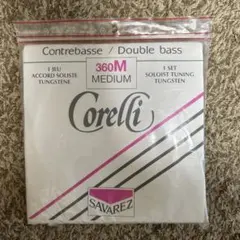 Contrebasse / Double bass
360M
MEDIUM
1 JEU
ACCORD SOLISTE
TUNGSTENE
1 SET
SOLOIST TUNING
TUNGSTEN
Corelli
SAVAREZ